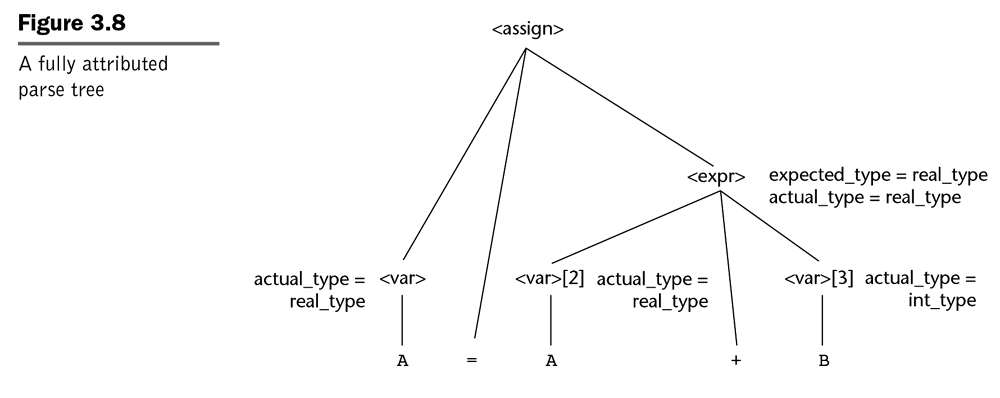 Figure 3.8
A fully attributed
parse tree
<assign>
<expr> expected_type = real_type
actual_type = real_type
actual_type = <var> <var>[2] actual_type = <var>[3] actual_type =
real_type real_type int_type
A = A + B